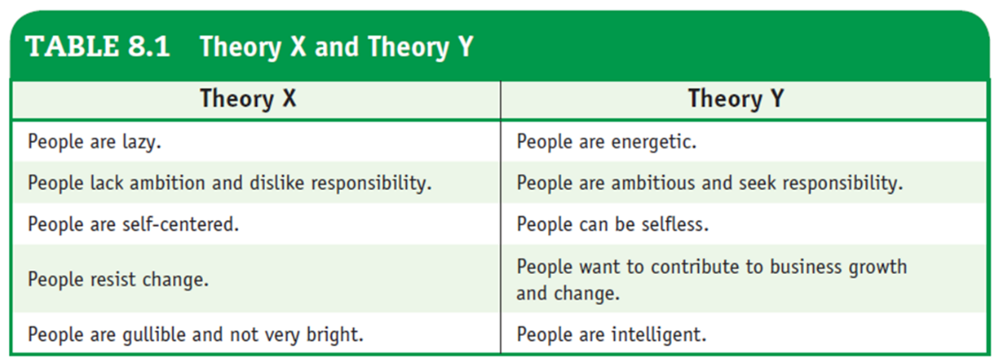 TABLE 8.1 Theory X and Theory Y
Theory X Theory Y
People are lazy. People are energetic.
People lack ambition and dislike responsibility. People are ambitious and seek responsibility.
People are self-centered. People can be selfless.
People resist change. People want to contribute to business growth
and change.
People are gullible and not very bright. People are intelligent.